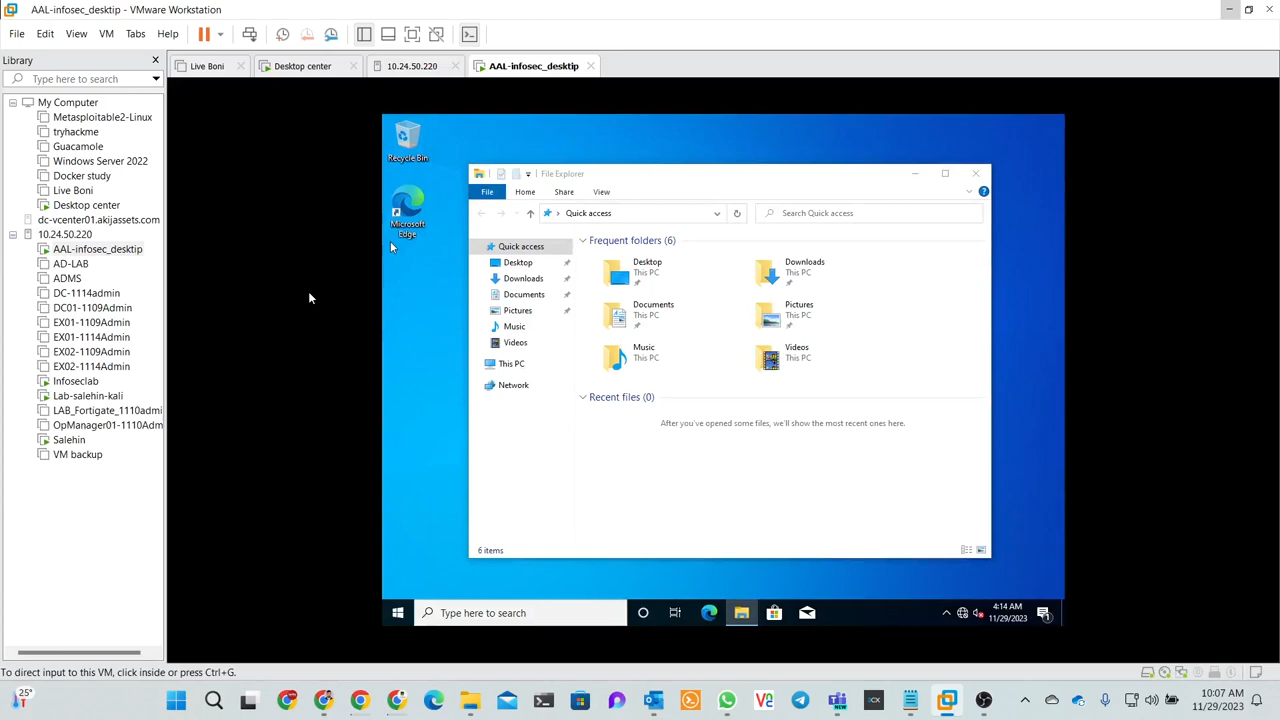 AAL-infosec_desktip - VMware Workstation
File Edit View VM Tabs Help
Library
Type here to search
My Computer
Metasploitable2-Linux
tryhackme
Guacamole
Windows Server 2022
Docker study
Live Boni
Desktop center
dc-vcenter01.akijassets.com
10.24.50.220
AAL-infosec_desktip
AD-LAB
ADMS
DC-1114admin
DC01-1109Admin
EX01-1109Admin
EX01-1114Admin
EX02-1109Admin
EX02-1114Admin
Infoseclab
Lab-salehin-kali
LAB_Fortigate_1110admi
OpManager01-1110Adm
Salehin
VM backup
Live Boni
Desktop center
10.24.50.220
AAL-infosec_desktip
Recycle Bin
Microsoft
Edge
File Explorer
File Home Share View
Quick access
Search Quick access
Quick access
Desktop
Downloads
Documents
Pictures
Music
Videos
This PC
Network
Frequent folders (6)
Desktop
This PC
Downloads
This PC
Documents
This PC
Pictures
This PC
Music
This PC
Videos
This PC
Recent files (0)
After you've opened some files, we'll show the most recent ones here.
6 items
Type here to search
4:14 AM
11/29/2023
1
To direct input to this VM, click inside or press Ctrl+G.
25°
NEW
10:07 AM
11/29/2023